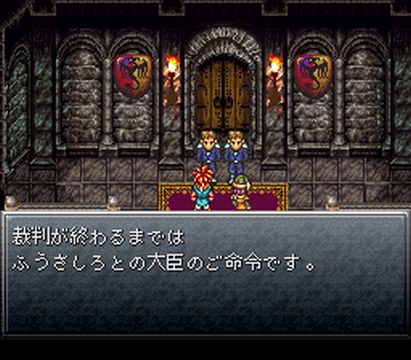 裁判が終わるまでは
ふうさしろとの大臣のご命令です。